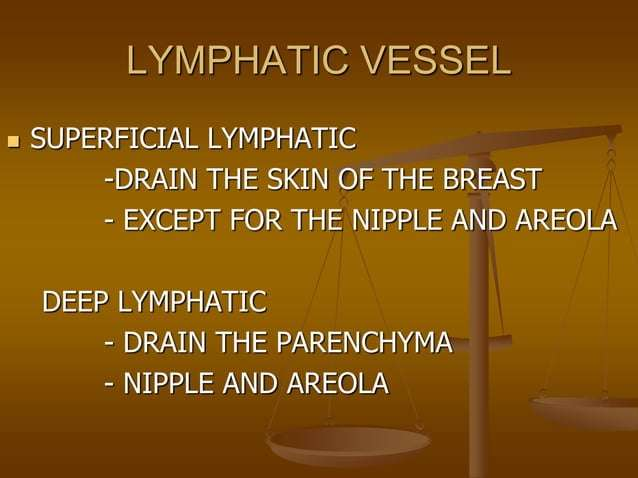 LYMPHATIC VESSEL
SUPERFICIAL LYMPHATIC
-DRAIN THE SKIN OF THE BREAST
- EXCEPT FOR THE NIPPLE AND AREOLA
DEEP LYMPHATIC
- DRAIN THE PARENCHYMA
- NIPPLE AND AREOLA